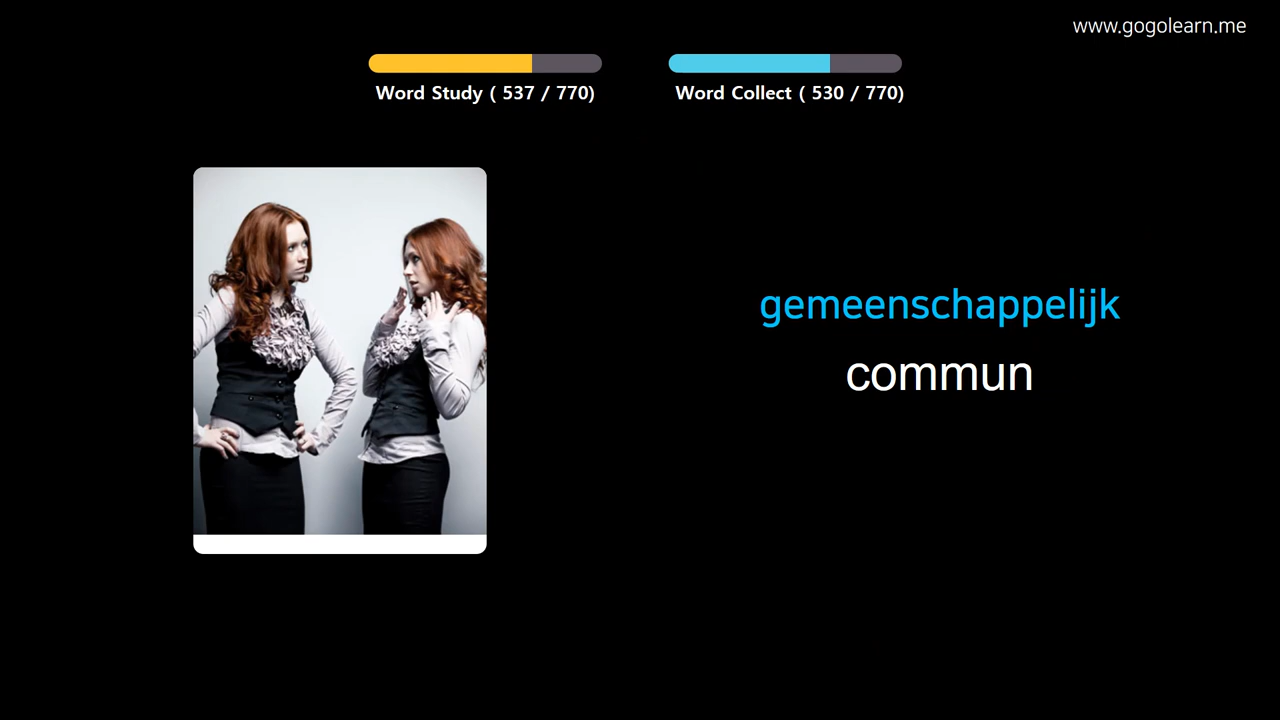 www.gogolearn.me
Word Study ( 537 / 770)
Word Collect ( 530 / 770)
gemeenschappelijk
commun